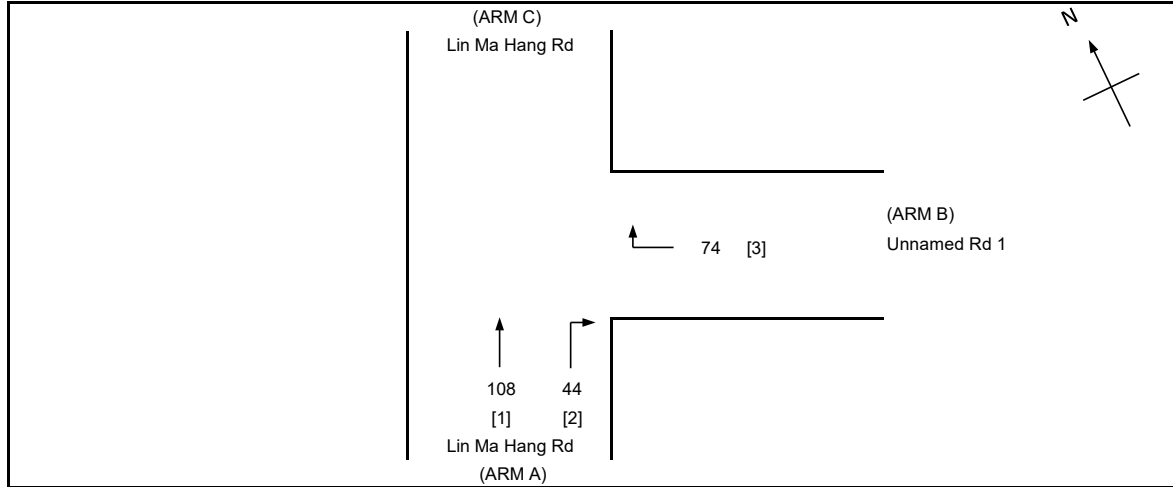 (ARM C)
Lin Ma Hang Rd
N
(ARM B)
Unnamed Rd 1
74 [3]
108 44
[1] [2]
Lin Ma Hang Rd
(ARM A)